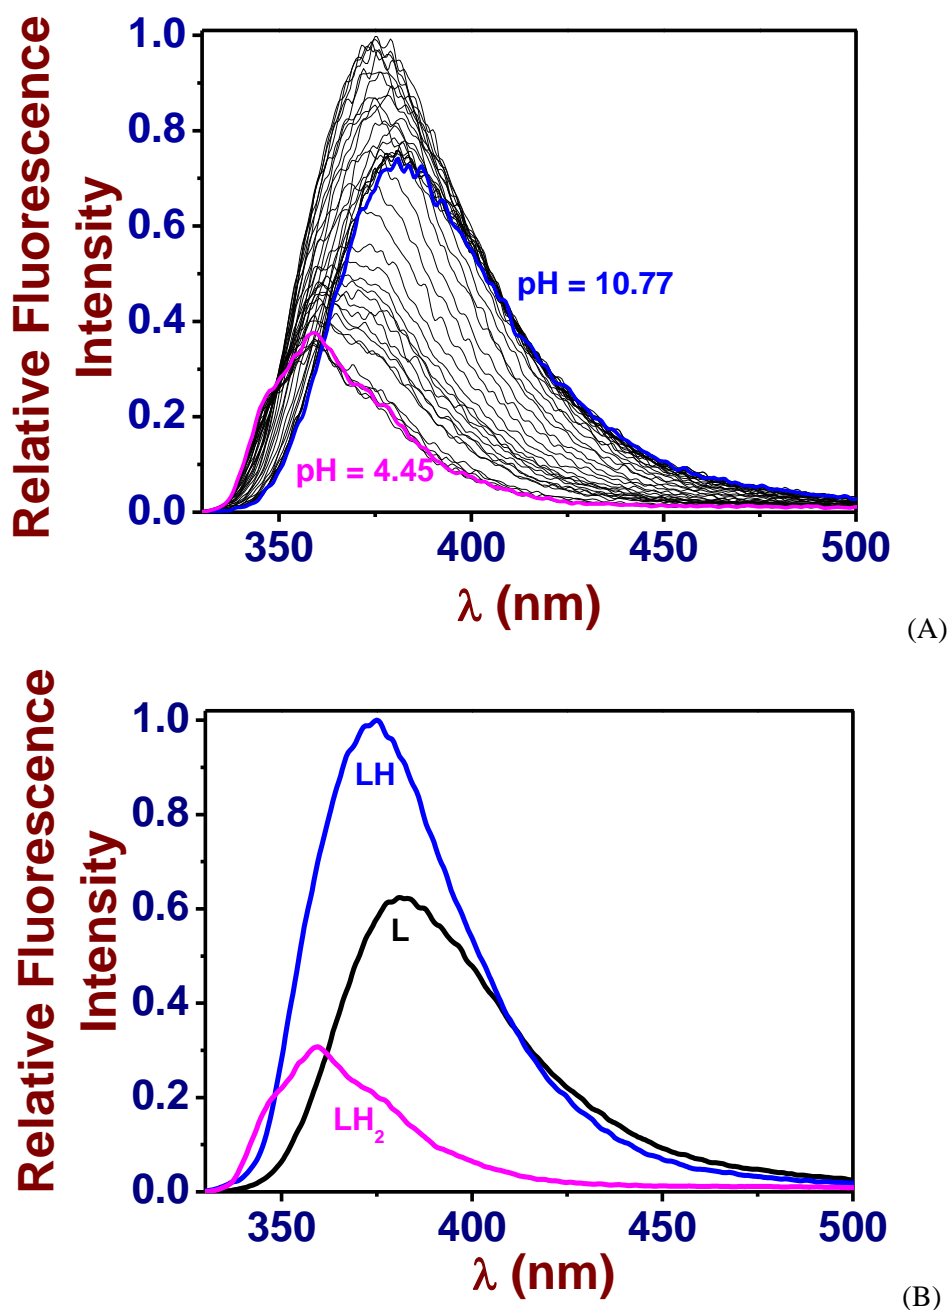 Relative Fluorescence
Intensity
1.0
0.8
0.6
0.4
0.2
0.0
pH = 10.77
pH = 4.45
350
400
450
500
λ (nm)
(A)
Relative Fluorescence
Intensity
1.0
0.8
0.6
0.4
0.2
0.0
LH
L
LH₂
350
400
450
500
λ (nm)
(B)